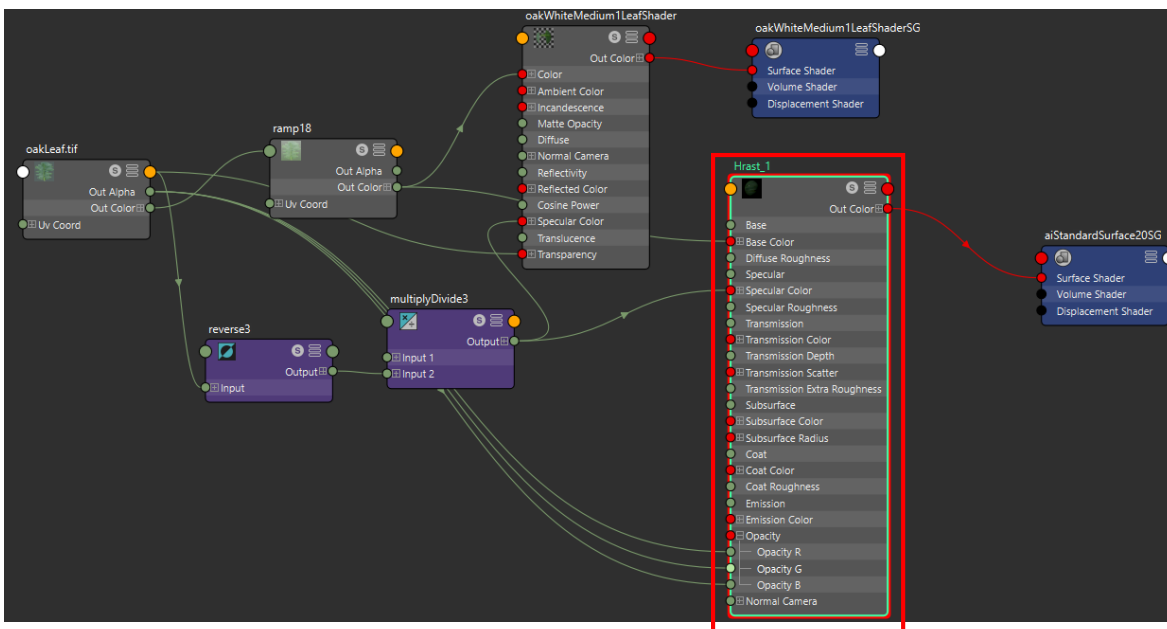 oakLeaf.tif
Out Alpha
Out Color
Uv Coord
ramp18
Out Alpha
Out Color
Uv Coord
reverse3
Output
Input
multiplyDivide3
Output
Input 1
Input 2
oakWhiteMedium1LeafShader
Out Color
Color
Ambient Color
Incandescence
Matte Opacity
Diffuse
Normal Camera
Reflectivity
Reflected Color
Cosine Power
Specular Color
Translucence
Transparency
oakWhiteMedium1LeafShaderSG
Surface Shader
Volume Shader
Displacement Shader
Hrast_1
Out Color
Base
Base Color
Diffuse Roughness
Specular
Specular Color
Specular Roughness
Transmission
Transmission Color
Transmission Depth
Transmission Scatter
Transmission Extra Roughness
Subsurface
Subsurface Color
Subsurface Radius
Coat
Coat Color
Coat Roughness
Emission
Emission Color
Opacity
Opacity R
Opacity G
Opacity B
Normal Camera
aiStandardSurface20SG
Surface Shader
Volume Shader
Displacement Shader